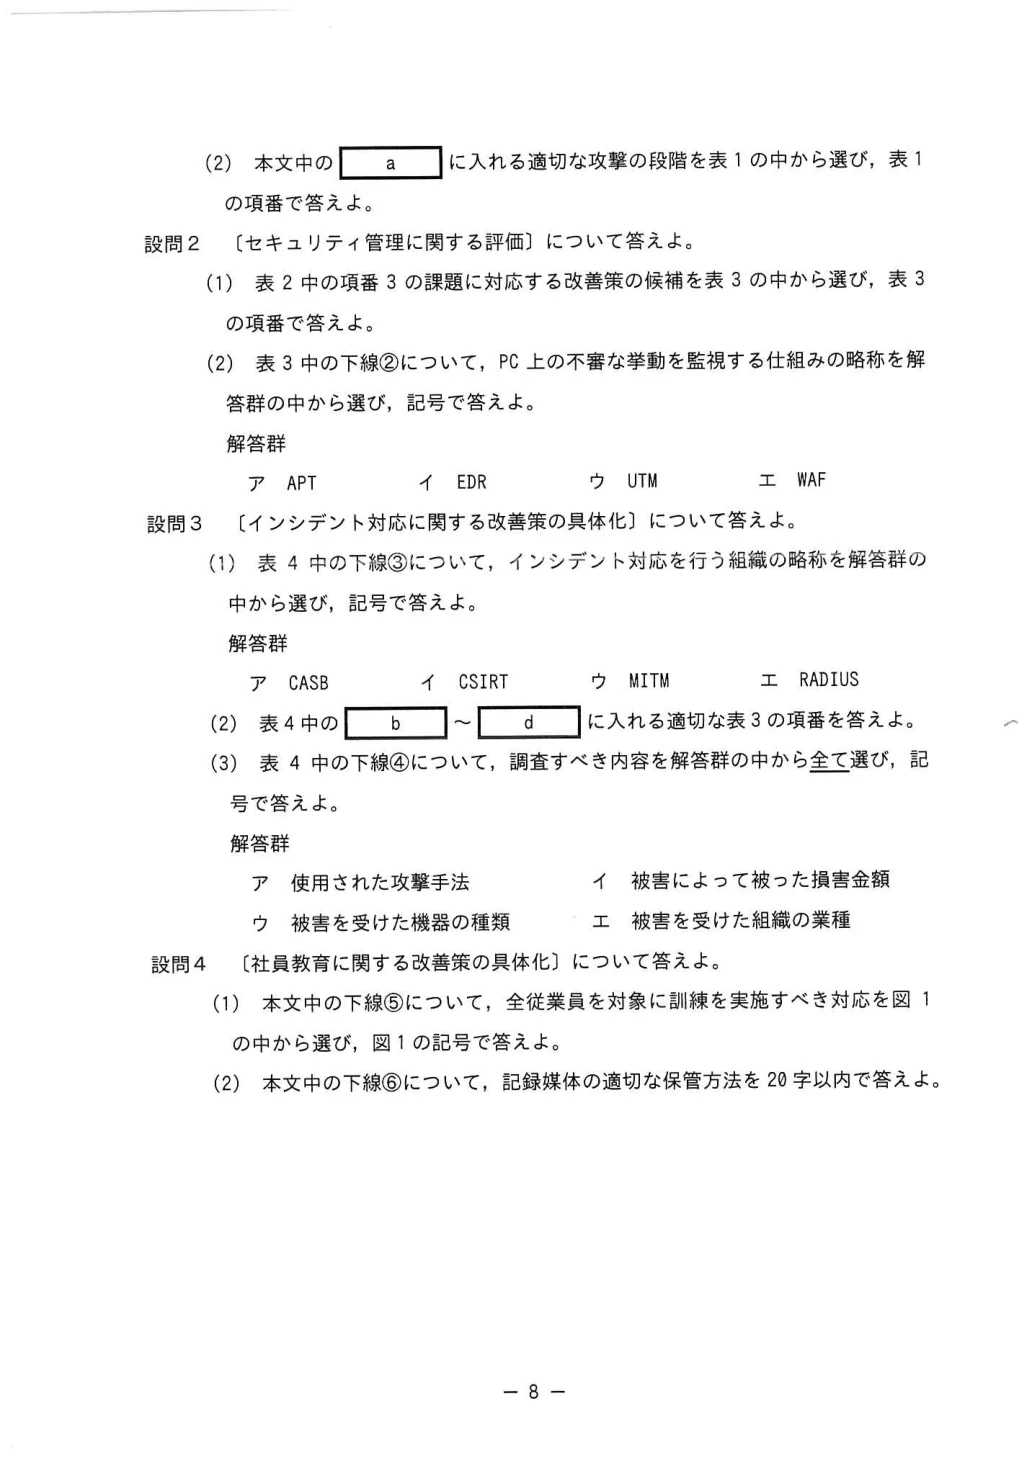 (2) 本文中の a に入れる適切な攻撃の段階を表1の中から選び，表1
の項番で答えよ。
設問2 〔セキュリティ管理に関する評価〕について答えよ。
(1) 表2中の項番3の課題に対応する改善策の候補を表3の中から選び，表3
の項番で答えよ。
(2) 表3中の下線②について，PC上の不審な挙動を監視する仕組みの略称を解
答群の中から選び，記号で答えよ。
解答群
ア APT イ EDR ウ UTM エ WAF
設問3 〔インシデント対応に関する改善策の具体化〕について答えよ。
(1) 表4中の下線③について，インシデント対応を行う組織の略称を解答群の
中から選び，記号で答えよ。
解答群
ア CASB イ CSIRT ウ MITM エ RADIUS
(2) 表4中の b ～ d に入れる適切な表3の項番を答えよ。
(3) 表4中の下線④について，調査すべき内容を解答群の中から全て選び，記
号で答えよ。
解答群
ア 使用された攻撃手法 イ 被害によって被った損害金額
ウ 被害を受けた機器の種類 エ 被害を受けた組織の業種
設問4 〔社員教育に関する改善策の具体化〕について答えよ。
(1) 本文中の下線⑤について，全従業員を対象に訓練を実施すべき対応を図1
の中から選び，図1の記号で答えよ。
(2) 本文中の下線⑥について，記録媒体の適切な保管方法を20字以内で答えよ。
－ 8 －